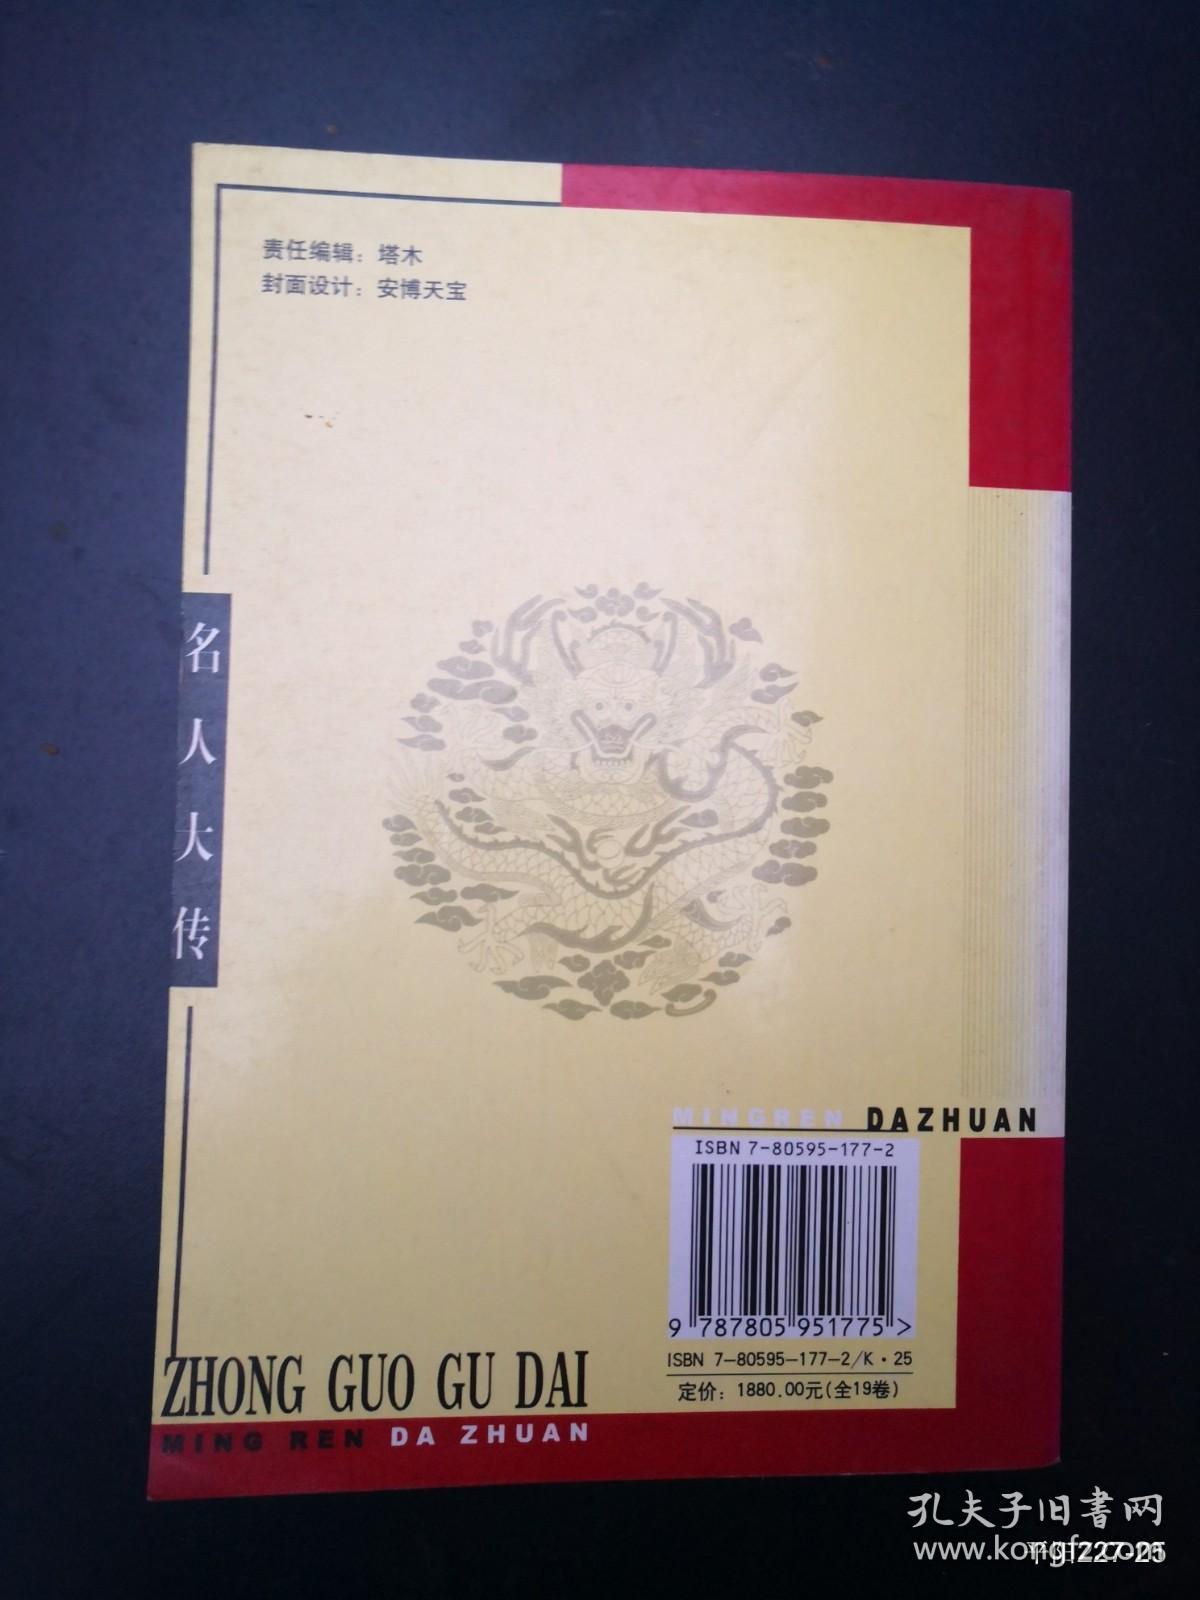 责任编辑：塔木
封面设计：安博天宝
名人大传
MINGREN DAZHUAN
ISBN 7-80595-177-2
9 787805 951775 >
ISBN 7-80595-177-2/K·25
定价：1880.00元(全19卷)
ZHONG GUO GU DAI
MING REN DA ZHUAN
孔夫子旧書网
www.kongfz.com
227-25